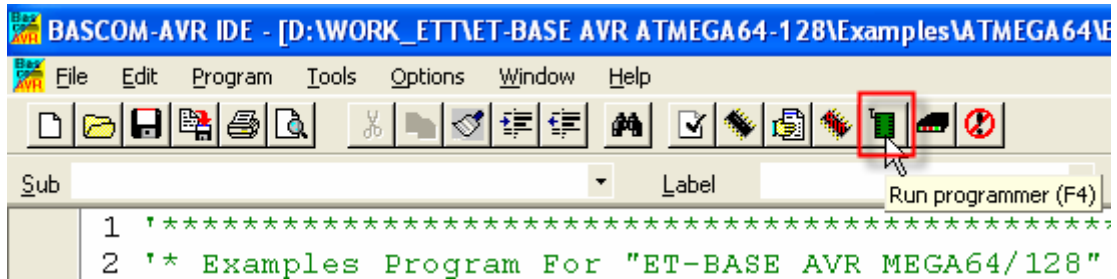 BASCOM-AVR IDE - [D:\WORK_ETT\ET-BASE AVR ATMEGA64-128\Examples\ATMEGA64\E
File Edit Program Tools Options Window Help
Sub Label
Run programmer (F4)
1 '***********************************************
2 '* Examples Program For "ET-BASE AVR MEGA64/128"